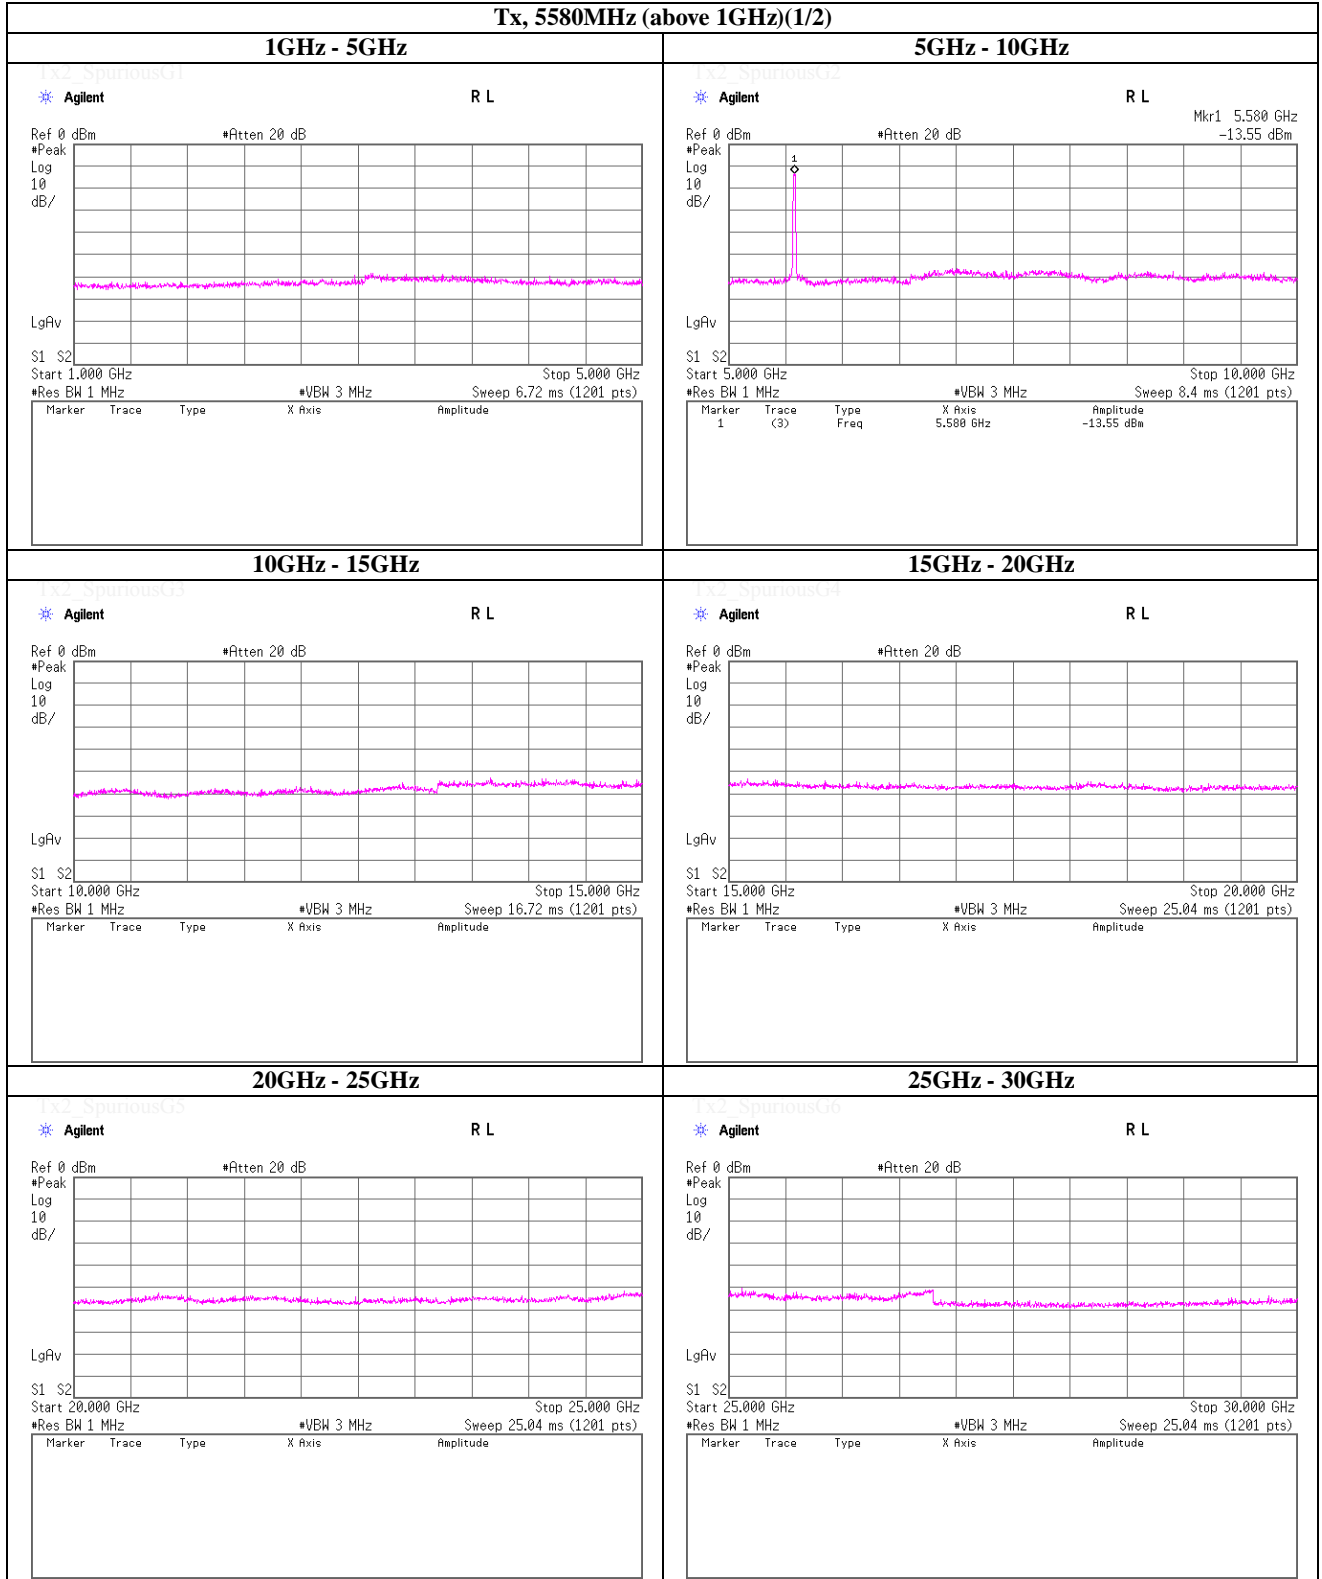 Tx, 5580MHz (above 1GHz)(1/2)
1GHz - 5GHz
5GHz - 10GHz
Tx2_SpuriousG1
Agilent
R L
Ref 0 dBm
#Atten 20 dB
#Peak
Log
10
dB/
LgAv
S1 S2
Start 1.000 GHz
Stop 5.000 GHz
#Res BW 1 MHz
#VBW 3 MHz
Sweep 6.72 ms (1201 pts)
Marker Trace Type X Axis Amplitude
Tx2_SpuriousG2
Agilent
R L
Mkr1 5.580 GHz
Ref 0 dBm
#Atten 20 dB
-13.55 dBm
#Peak
Log
10
dB/
1
LgAv
S1 S2
Start 5.000 GHz
Stop 10.000 GHz
#Res BW 1 MHz
#VBW 3 MHz
Sweep 8.4 ms (1201 pts)
Marker Trace Type X Axis Amplitude
1 (3) Freq 5.580 GHz -13.55 dBm
10GHz - 15GHz
15GHz - 20GHz
Tx2_SpuriousG3
Agilent
R L
Ref 0 dBm
#Atten 20 dB
#Peak
Log
10
dB/
LgAv
S1 S2
Start 10.000 GHz
Stop 15.000 GHz
#Res BW 1 MHz
#VBW 3 MHz
Sweep 16.72 ms (1201 pts)
Marker Trace Type X Axis Amplitude
Tx2_SpuriousG4
Agilent
R L
Ref 0 dBm
#Atten 20 dB
#Peak
Log
10
dB/
LgAv
S1 S2
Start 15.000 GHz
Stop 20.000 GHz
#Res BW 1 MHz
#VBW 3 MHz
Sweep 25.04 ms (1201 pts)
Marker Trace Type X Axis Amplitude
20GHz - 25GHz
25GHz - 30GHz
Tx2_SpuriousG5
Agilent
R L
Ref 0 dBm
#Atten 20 dB
#Peak
Log
10
dB/
LgAv
S1 S2
Start 20.000 GHz
Stop 25.000 GHz
#Res BW 1 MHz
#VBW 3 MHz
Sweep 25.04 ms (1201 pts)
Marker Trace Type X Axis Amplitude
Tx2_SpuriousG6
Agilent
R L
Ref 0 dBm
#Atten 20 dB
#Peak
Log
10
dB/
LgAv
S1 S2
Start 25.000 GHz
Stop 30.000 GHz
#Res BW 1 MHz
#VBW 3 MHz
Sweep 25.04 ms (1201 pts)
Marker Trace Type X Axis Amplitude